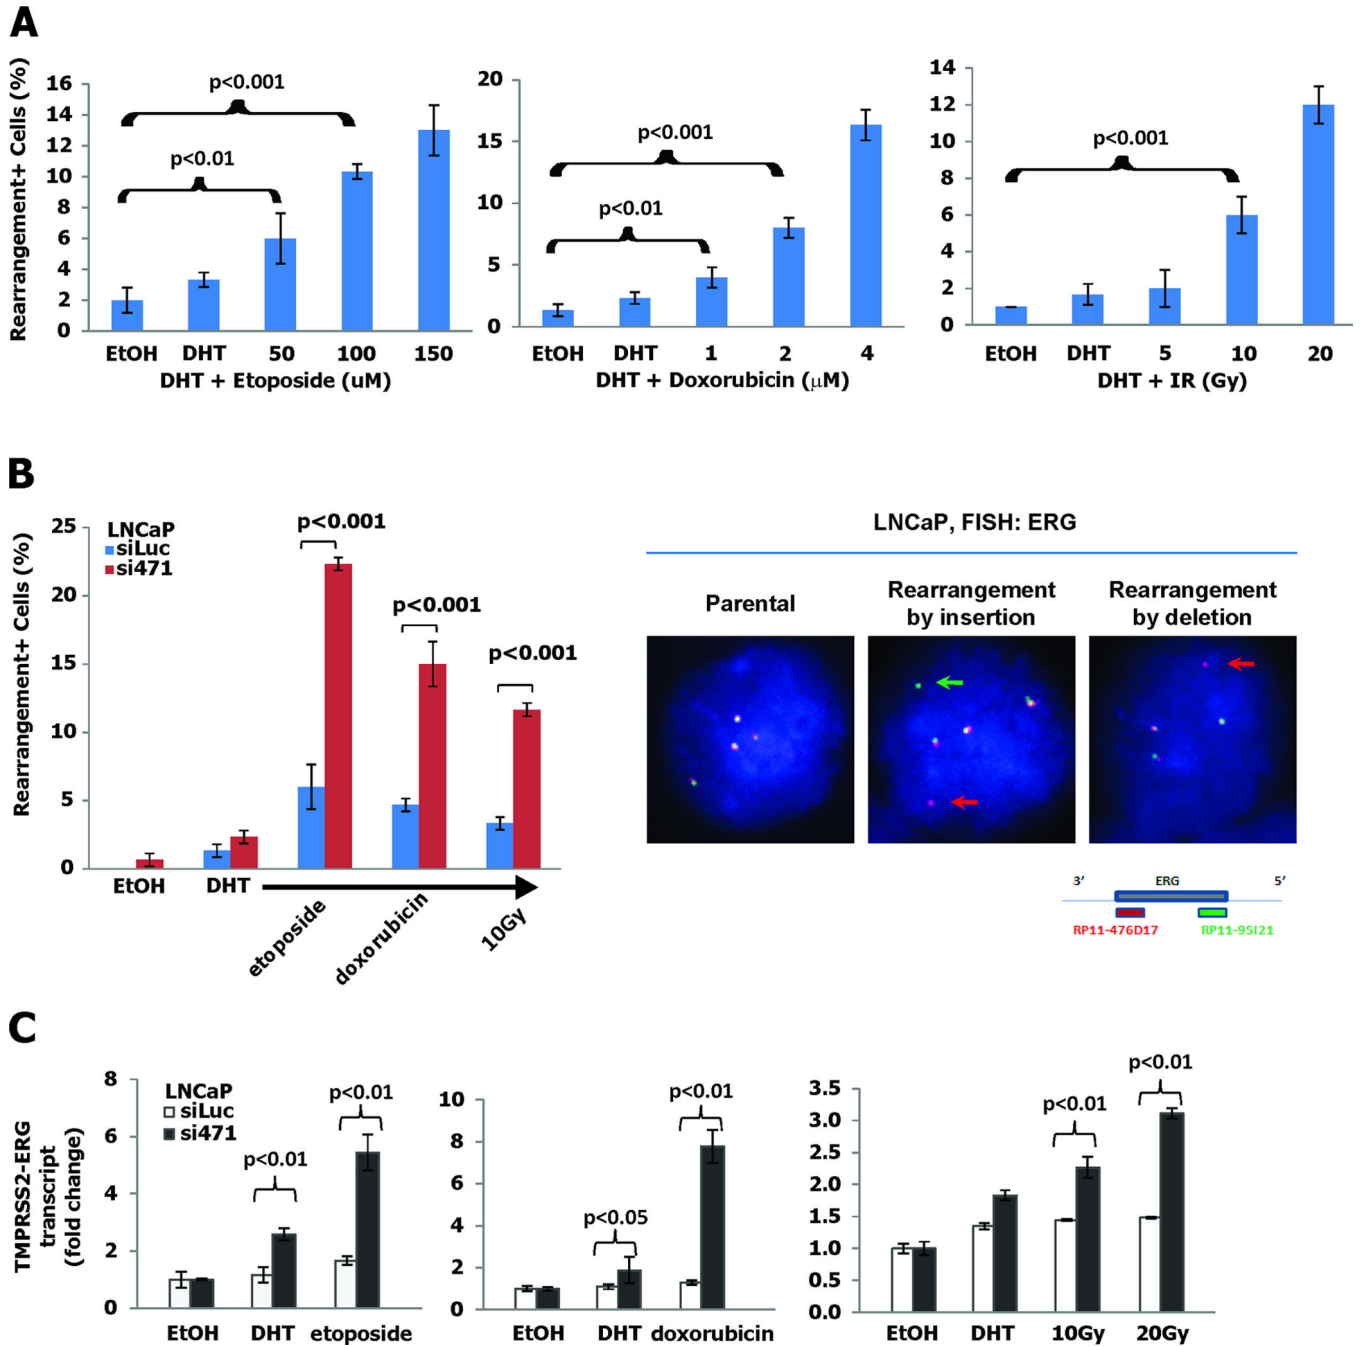 A
Rearrangement+ Cells (%)
16
14
12
10
8
6
4
2
0
p<0.001
p<0.01
EtOH DHT 50 100 150
DHT + Etoposide (uM)
20
15
10
5
0
p<0.001
p<0.01
EtOH DHT 1 2 4
DHT + Doxorubicin (μM)
14
12
10
8
6
4
2
0
p<0.001
EtOH DHT 5 10 20
DHT + IR (Gy)
B
Rearrangement+ Cells (%)
25
20
15
10
5
0
LNCaP
siLuc
si471
p<0.001
p<0.001
p<0.001
EtOH DHT
etoposide
doxorubicin
10Gy
LNCaP, FISH: ERG
Parental
Rearrangement
by insertion
Rearrangement
by deletion
3′ ERG 5′
RP11-476D17 RP11-95I21
C
TMPRSS2-ERG
transcript
(fold change)
8
6
4
2
0
LNCaP
siLuc
si471
p<0.01
p<0.01
EtOH DHT etoposide
10
8
6
4
2
0
p<0.01
p<0.05
EtOH DHT doxorubicin
3.5
3.0
2.5
2.0
1.5
1.0
0.5
0.0
p<0.01
p<0.01
EtOH DHT 10Gy 20Gy